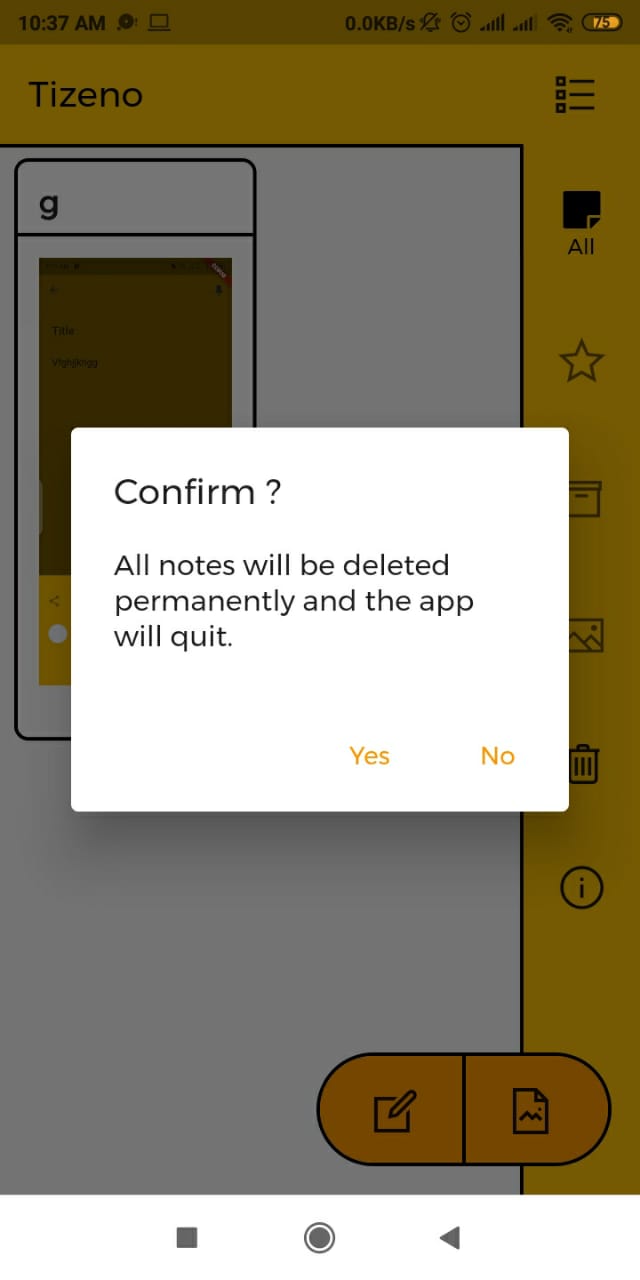 10:37 AM
0.0KB/s
75
Tizeno
All
g
Title
Vfghjjkhgg
Confirm ?
All notes will be deleted
permanently and the app
will quit.
Yes
No